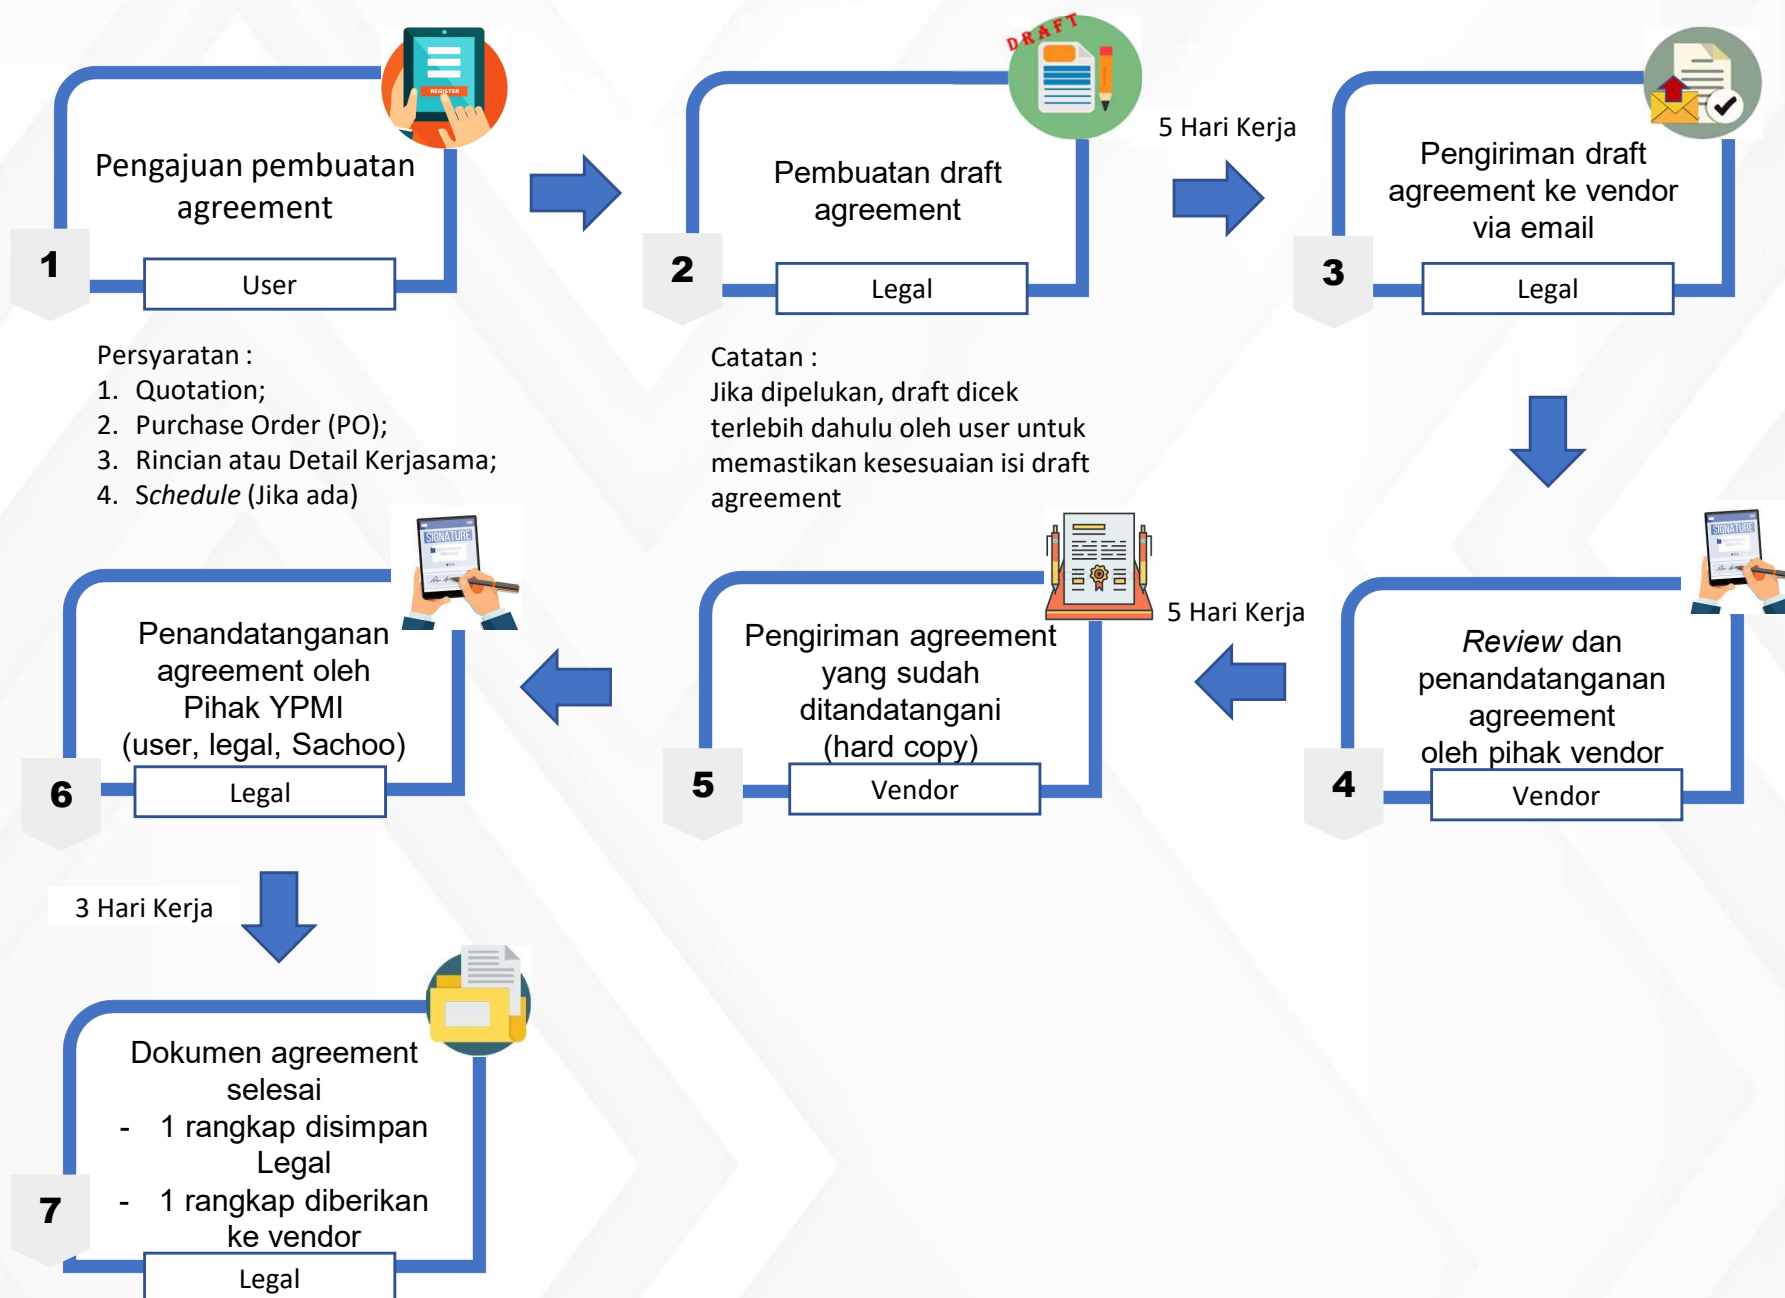 REGISTER
Pengajuan pembuatan
agreement
1
User
DRAFT
Pembuatan draft
agreement
2
Legal
5 Hari Kerja
Pengiriman draft
agreement ke vendor
via email
3
Legal
Persyaratan :
1. Quotation;
2. Purchase Order (PO);
3. Rincian atau Detail Kerjasama;
4. Schedule (Jika ada)
Catatan :
Jika dipelukan, draft dicek
terlebih dahulu oleh user untuk
memastikan kesesuaian isi draft
agreement
SIGNATURE
Review dan
penandatanganan
agreement
oleh pihak vendor
4
Vendor
5 Hari Kerja
Pengiriman agreement
yang sudah
ditandatangani
(hard copy)
5
Vendor
SIGNATURE
Penandatanganan
agreement oleh
Pihak YPMI
(user, legal, Sachoo)
6
Legal
3 Hari Kerja
Dokumen agreement
selesai
- 1 rangkap disimpan
Legal
- 1 rangkap diberikan
ke vendor
7
Legal